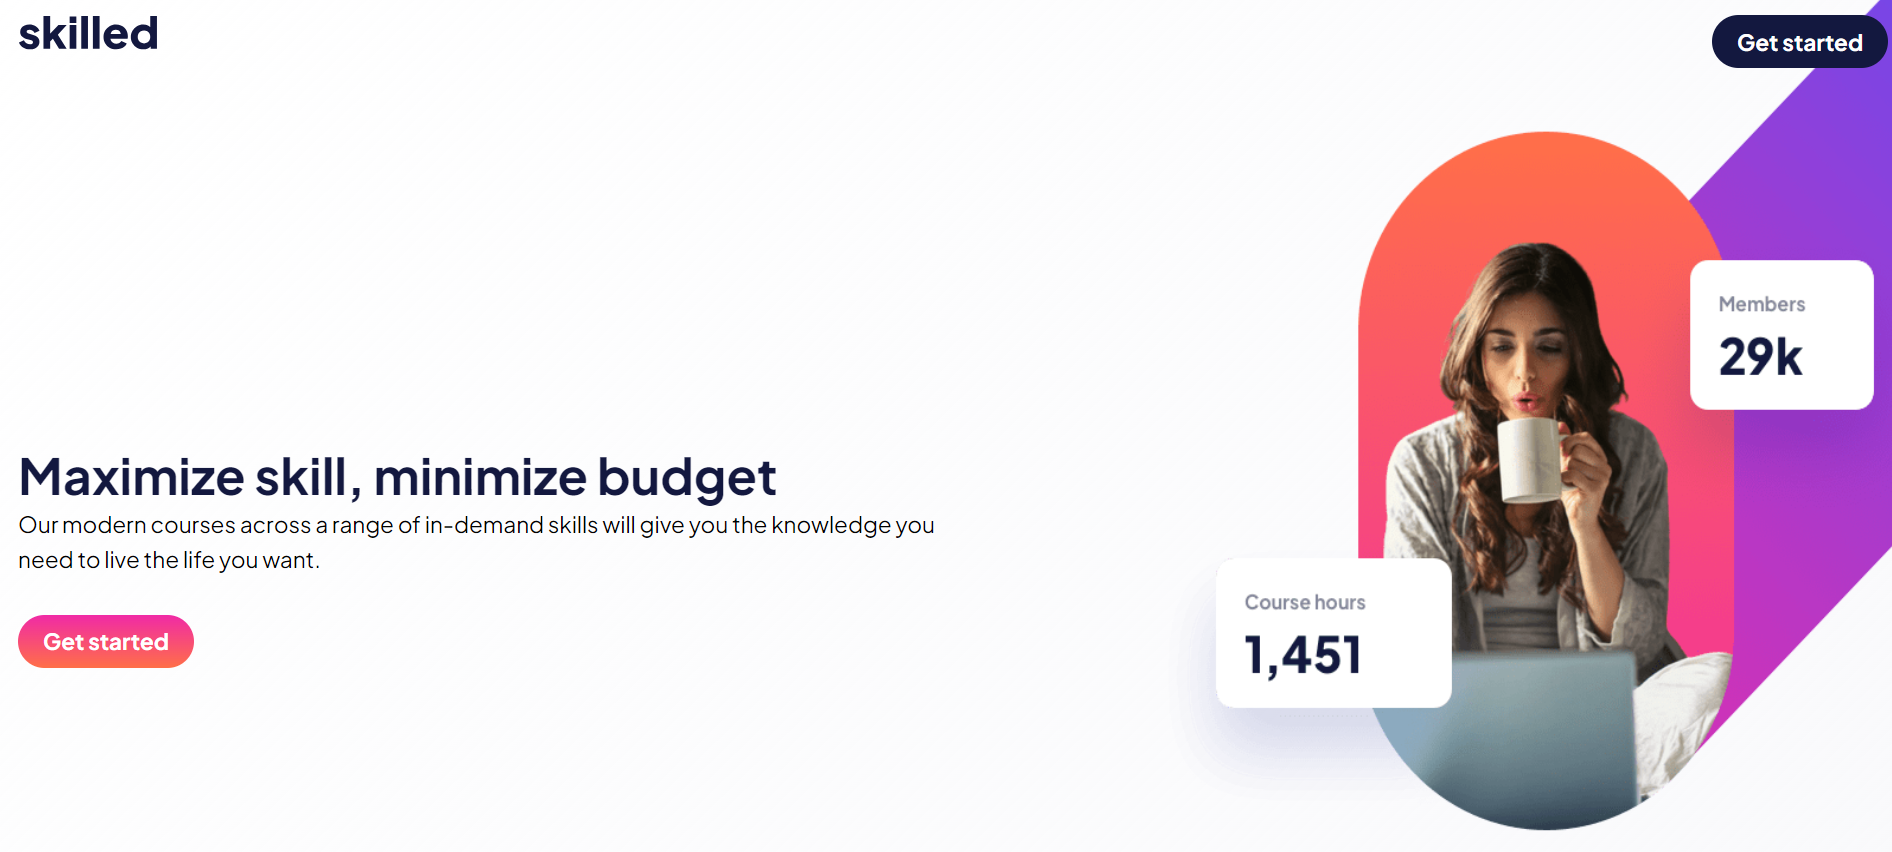 skilled
Get started
Maximize skill, minimize budget
Our modern courses across a range of in-demand skills will give you the knowledge you
need to live the life you want.
Get started
Members
29k
Course hours
1,451